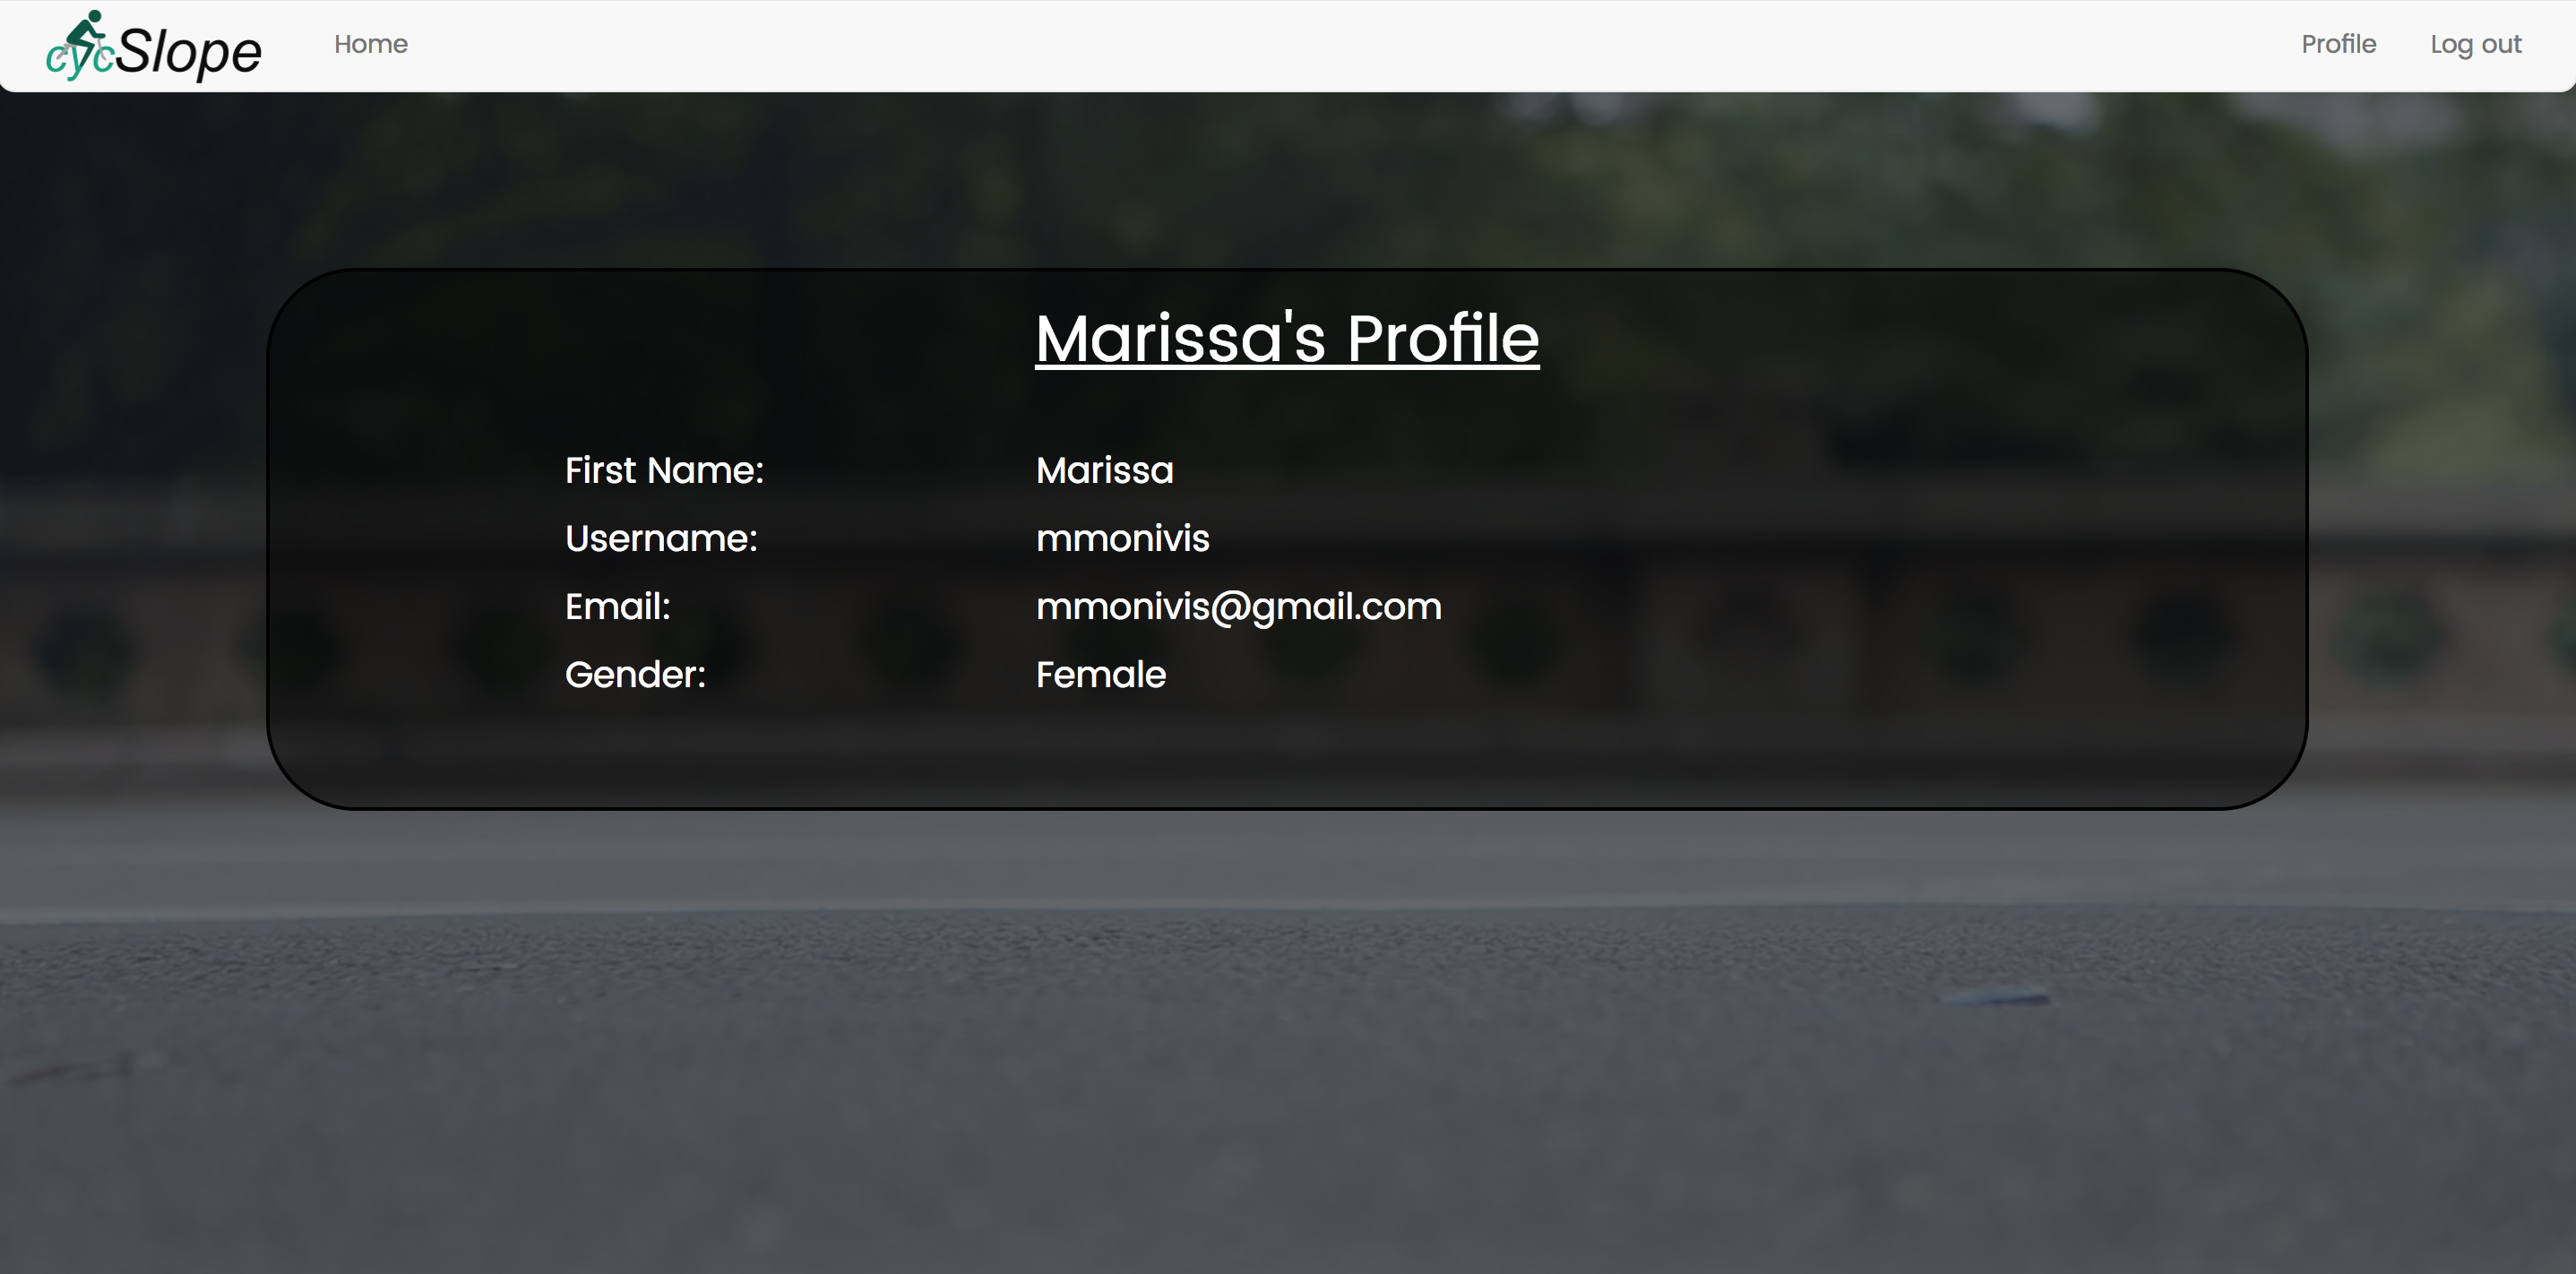 cycSlope Home Profile Log out
Marissa's Profile
First Name: Marissa
Username: mmonivis
Email: mmonivis@gmail.com
Gender: Female